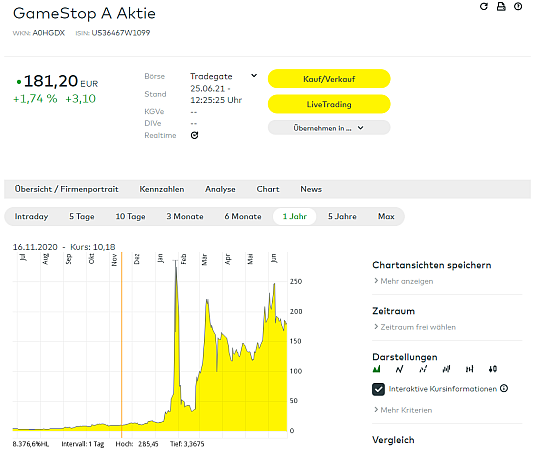 GameStop A Aktie
WKN: A0HGDX ISIN: US36467W1099
181,20 EUR
+1,74 % +3,10
Börse Tradegate
Stand 25.06.21 -
12:25:25 Uhr
KGVe --
DIVe --
Realtime
Kauf/Verkauf
LiveTrading
Übernehmen in ...
Übersicht / Firmenportrait Kennzahlen Analyse Chart News
Intraday 5 Tage 10 Tage 3 Monate 6 Monate 1 Jahr 5 Jahre Max
16.11.2020 - Kurs: 10,18
Jul Aug Sep Okt Nov Dez Jan Feb Mär Apr Mai Jun
250
200
150
100
50
0
8.376,6%HL Intervall: 1 Tag Hoch: 285,45 Tief: 3,3675
Chartansichten speichern
Mehr anzeigen
Zeitraum
Zeitraum frei wählen
Darstellungen
Interaktive Kursinformationen
Mehr Kriterien
Vergleich